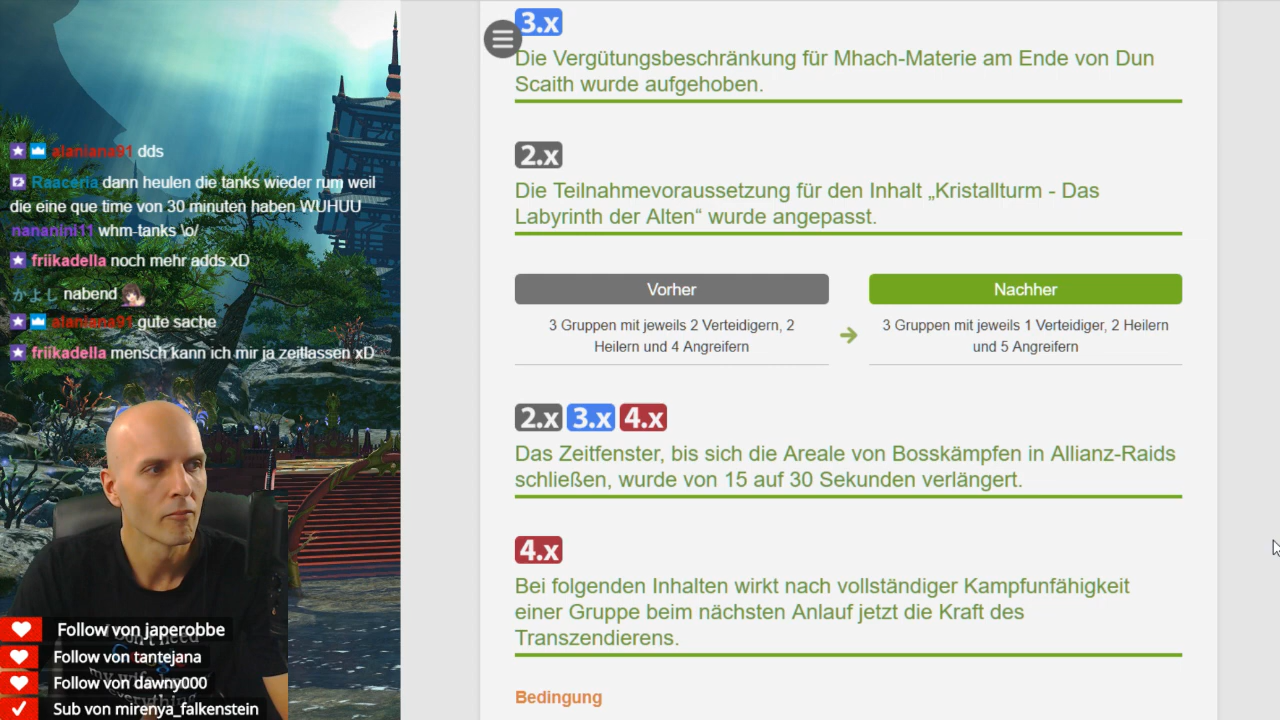 alaniana91 dds
Raaceria dann heulen die tanks wieder rum weil
die eine que time von 30 minuten haben WUHUU
nananini11 whm-tanks \o/
friikadella noch mehr adds xD
かよし nabend
alaniana91 gute sache
friikadella mensch kann ich mir ja zeitlassen xD
Follow von japerobbe
Follow von tantejana
Follow von dawny000
Sub von mirenya_falkenstein
3.x
Die Vergütungsbeschränkung für Mhach-Materie am Ende von Dun
Scaith wurde aufgehoben.
2.x
Die Teilnahmevoraussetzung für den Inhalt „Kristallturm - Das
Labyrinth der Alten“ wurde angepasst.
Vorher
3 Gruppen mit jeweils 2 Verteidigern, 2
Heilern und 4 Angreifern
Nachher
3 Gruppen mit jeweils 1 Verteidiger, 2 Heilern
und 5 Angreifern
2.x 3.x 4.x
Das Zeitfenster, bis sich die Areale von Bosskämpfen in Allianz-Raids
schließen, wurde von 15 auf 30 Sekunden verlängert.
4.x
Bei folgenden Inhalten wirkt nach vollständiger Kampfunfähigkeit
einer Gruppe beim nächsten Anlauf jetzt die Kraft des
Transzendierens.
Bedingung